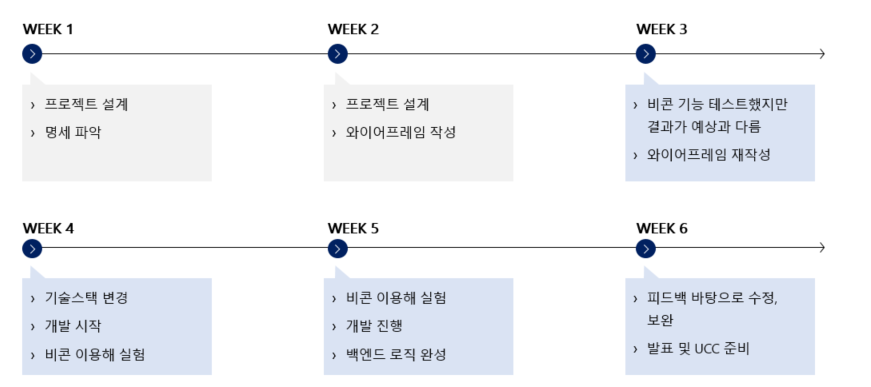 WEEK 1
WEEK 2
WEEK 3
› 프로젝트 설계
› 명세 파악
› 프로젝트 설계
› 와이어프레임 작성
› 비콘 기능 테스트했지만
결과가 예상과 다름
› 와이어프레임 재작성
WEEK 4
WEEK 5
WEEK 6
› 기술스택 변경
› 개발 시작
› 비콘 이용해 실험
› 비콘 이용해 실험
› 개발 진행
› 백엔드 로직 완성
› 피드백 바탕으로 수정,
보완
› 발표 및 UCC 준비